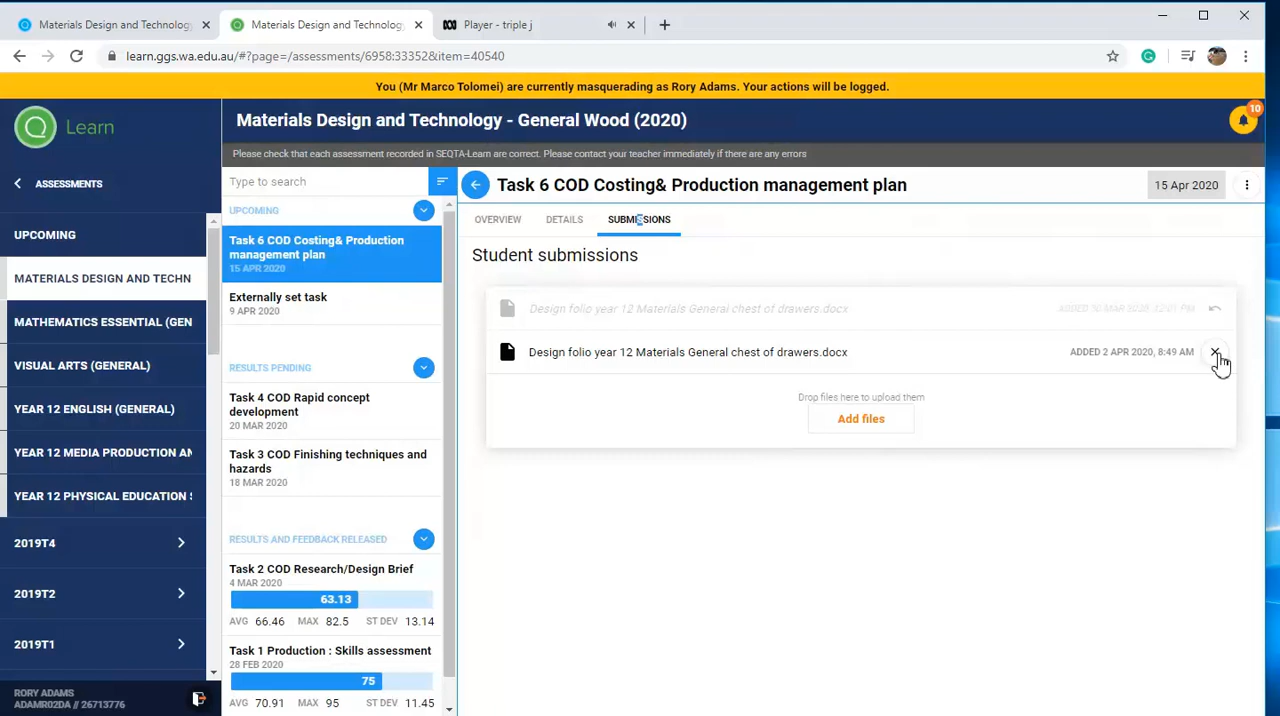 Materials Design and Technology
Materials Design and Technology
Player - triple j
learn.ggs.wa.edu.au/#?page=/assessments/6958:33352&item=40540
You (Mr Marco Tolomei) are currently masquerading as Rory Adams. Your actions will be logged.
Learn
Materials Design and Technology - General Wood (2020)
10
Please check that each assessment recorded in SEQTA-Learn are correct. Please contact your teacher immediately if there are any errors
ASSESSMENTS
UPCOMING
MATERIALS DESIGN AND TECHN
MATHEMATICS ESSENTIAL (GEN
VISUAL ARTS (GENERAL)
YEAR 12 ENGLISH (GENERAL)
YEAR 12 MEDIA PRODUCTION AN
YEAR 12 PHYSICAL EDUCATION S
2019T4
2019T2
2019T1
RORY ADAMS
ADAMR02DA // 26713776
Type to search
UPCOMING
Task 6 COD Costing& Production
management plan
15 APR 2020
Externally set task
9 APR 2020
RESULTS PENDING
Task 4 COD Rapid concept
development
20 MAR 2020
Task 3 COD Finishing techniques and
hazards
18 MAR 2020
RESULTS AND FEEDBACK RELEASED
Task 2 COD Research/Design Brief
4 MAR 2020
63.13
AVG 66.46 MAX 82.5 ST DEV 13.14
Task 1 Production : Skills assessment
28 FEB 2020
75
AVG 70.91 MAX 95 ST DEV 11.45
Task 6 COD Costing& Production management plan
15 Apr 2020
OVERVIEW DETAILS SUBMISSIONS
Student submissions
Design folio year 12 Materials General chest of drawers.docx
ADDED 30 MAR 2020, 12:01 PM
Design folio year 12 Materials General chest of drawers.docx
ADDED 2 APR 2020, 8:49 AM
Drop files here to upload them
Add files